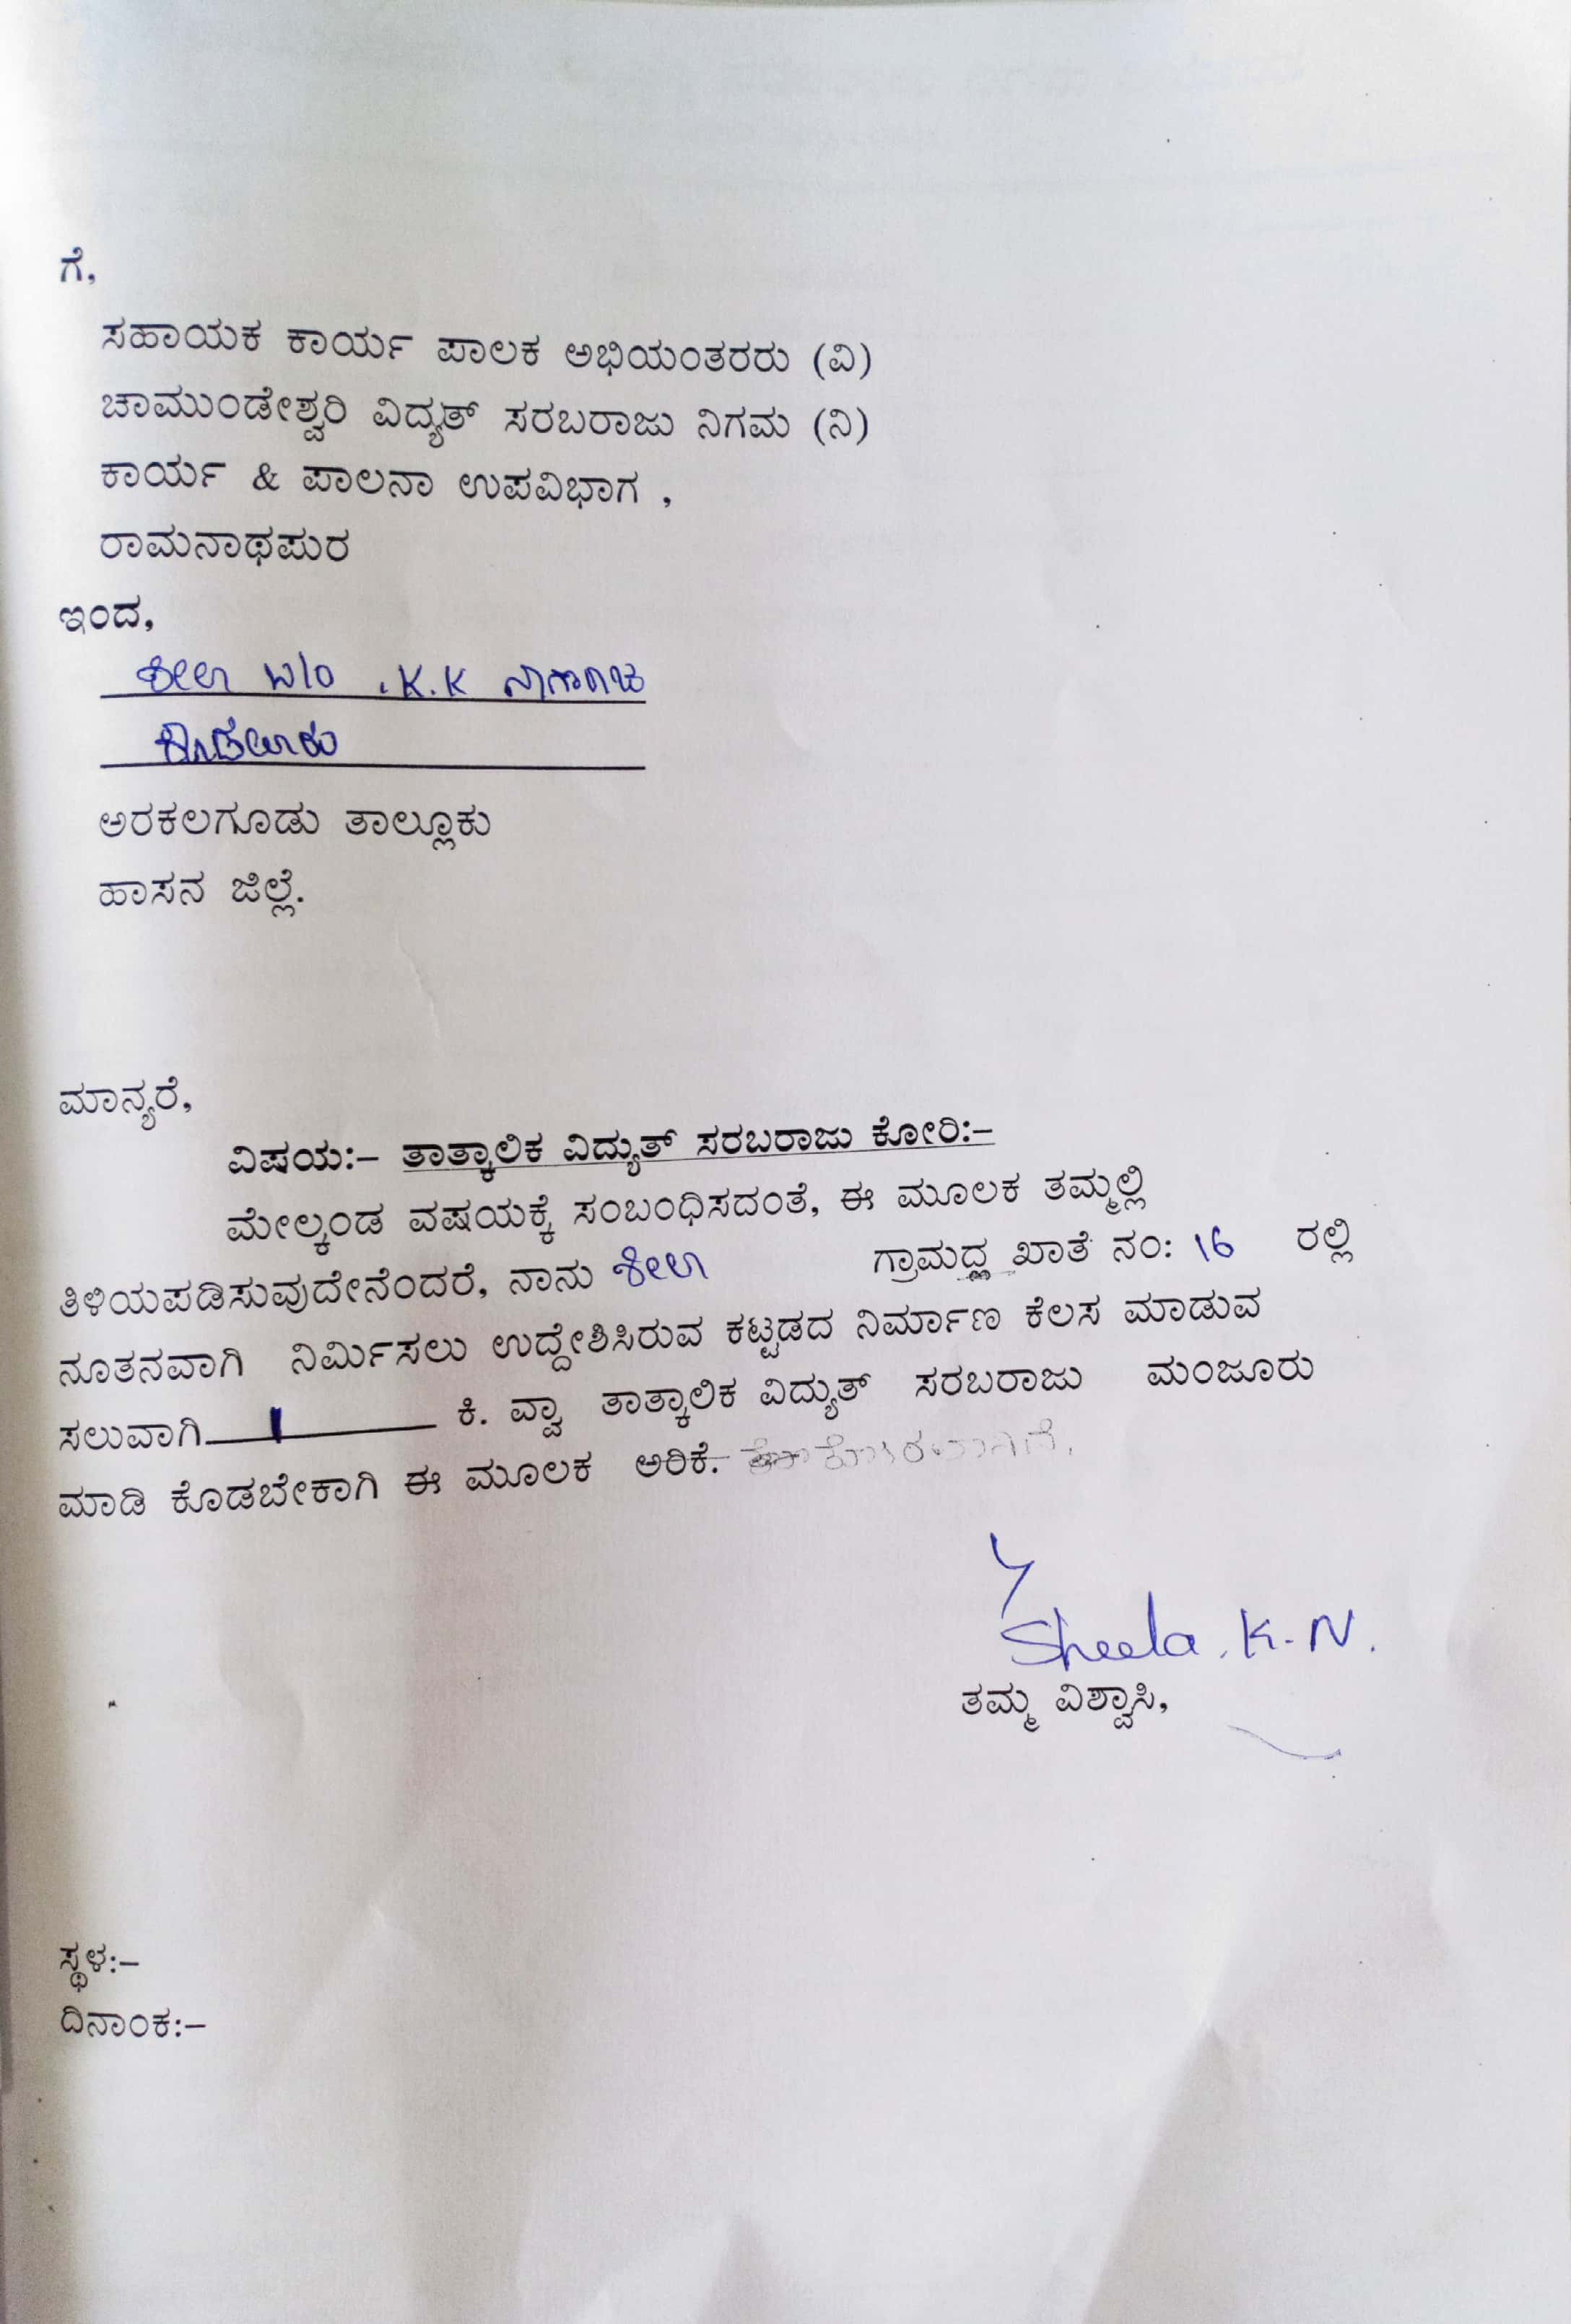 ಗೆ,
ಸಹಾಯಕ ಕಾರ್ಯ ಪಾಲಕ ಅಭಿಯಂತರರು (ವಿ)
ಚಾಮುಂಡೇಶ್ವರಿ ವಿದ್ಯುತ್ ಸರಬರಾಜು ನಿಗಮ (ನಿ)
ಕಾರ್ಯ & ಪಾಲನಾ ಉಪವಿಭಾಗ ,
ರಾಮನಾಥಪುರ
ಇಂದ,
ಶೀಲಾ W/O . K.K
ಅರಕಲಗೂಡು ತಾಲ್ಲೂಕು
ಹಾಸನ ಜಿಲ್ಲೆ.
ಮಾನ್ಯರೆ,
ವಿಷಯ:– ತಾತ್ಕಾಲಿಕ ವಿದ್ಯುತ್ ಸರಬರಾಜು ಕೋರಿ:–
ಮೇಲ್ಕಂಡ ವಷಯಕ್ಕೆ ಸಂಬಂಧಿಸದಂತೆ, ಈ ಮೂಲಕ ತಮ್ಮಲ್ಲಿ
ತಿಳಿಯಪಡಿಸುವುದೇನೆಂದರೆ, ನಾನು ಶೀಲಾ ಖಾತೆ ನಂ: 16 ರಲ್ಲಿ
ನೂತನವಾಗಿ ನಿರ್ಮಿಸಲು ಉದ್ದೇಶಿಸಿರುವ ಕಟ್ಟಡದ ನಿರ್ಮಾಣ ಕೆಲಸ ಮಾಡುವ
ಸಲುವಾಗಿ 1 ಕಿ. ವ್ವಾ ತಾತ್ಕಾಲಿಕ ವಿದ್ಯುತ್ ಸರಬರಾಜು ಮಂಜೂರು
ಮಾಡಿ ಕೊಡಬೇಕಾಗಿ ಈ ಮೂಲಕ ಅರಿಕೆ. ಕೋರಲಾಗಿದೆ.
Sheela. K. N.
ತಮ್ಮ ವಿಶ್ವಾಸಿ,
ಸ್ಥಳ:–
ದಿನಾಂಕ:–